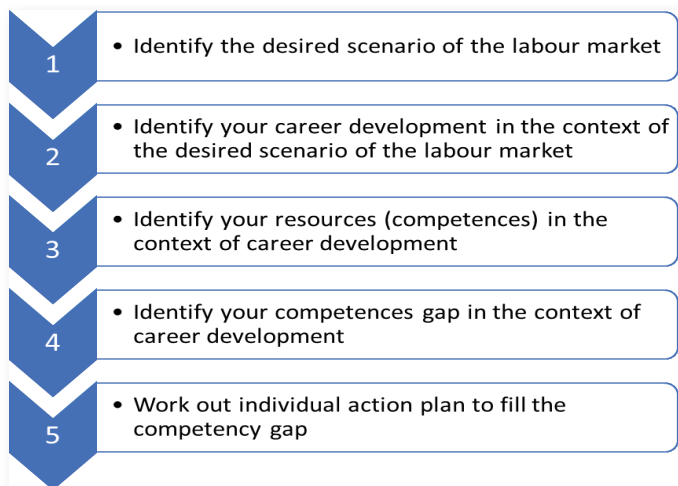 1
• Identify the desired scenario of the labour market
2
• Identify your career development in the context of
the desired scenario of the labour market
3
• Identify your resources (competences) in the
context of career development
4
• Identify your competences gap in the context of
career development
5
• Work out individual action plan to fill the
competency gap